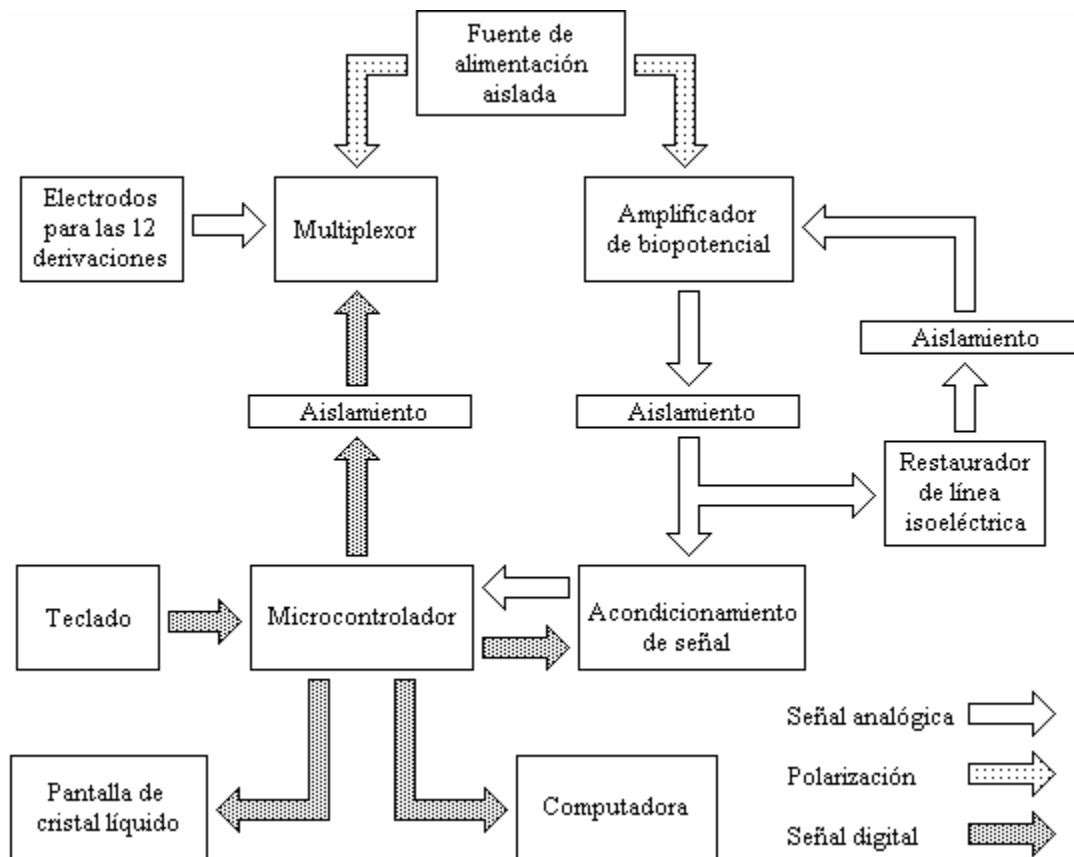 Fuente de
alimentación
aislada
Electrodos
para las 12
derivaciones
Multiplexor
Amplificador
de biopotencial
Aislamiento
Aislamiento
Aislamiento
Restaurador
de línea
isoeléctrica
Teclado
Microcontrolador
Acondicionamiento
de señal
Pantalla de
cristal líquido
Computadora
Señal analógica
Polarización
Señal digital